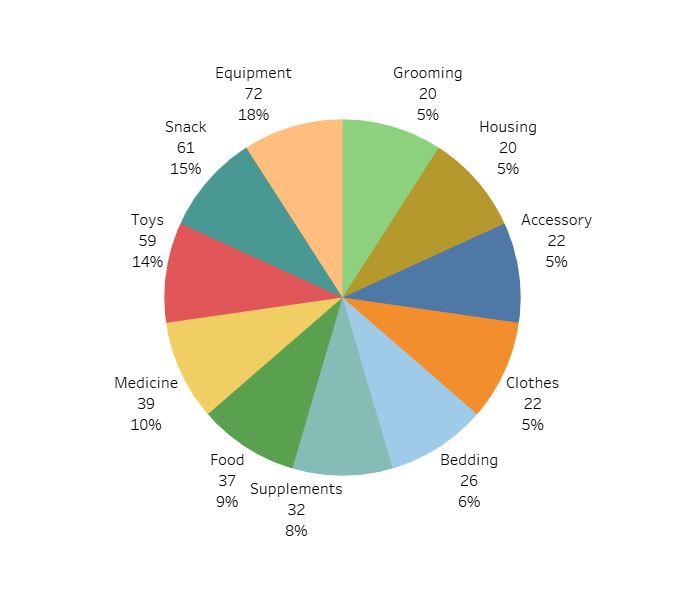 Equipment
72
18%
Grooming
20
5%
Snack
61
15%
Housing
20
5%
Toys
59
14%
Accessory
22
5%
Medicine
39
10%
Clothes
22
5%
Food
37
9%
Supplements
32
8%
Bedding
26
6%